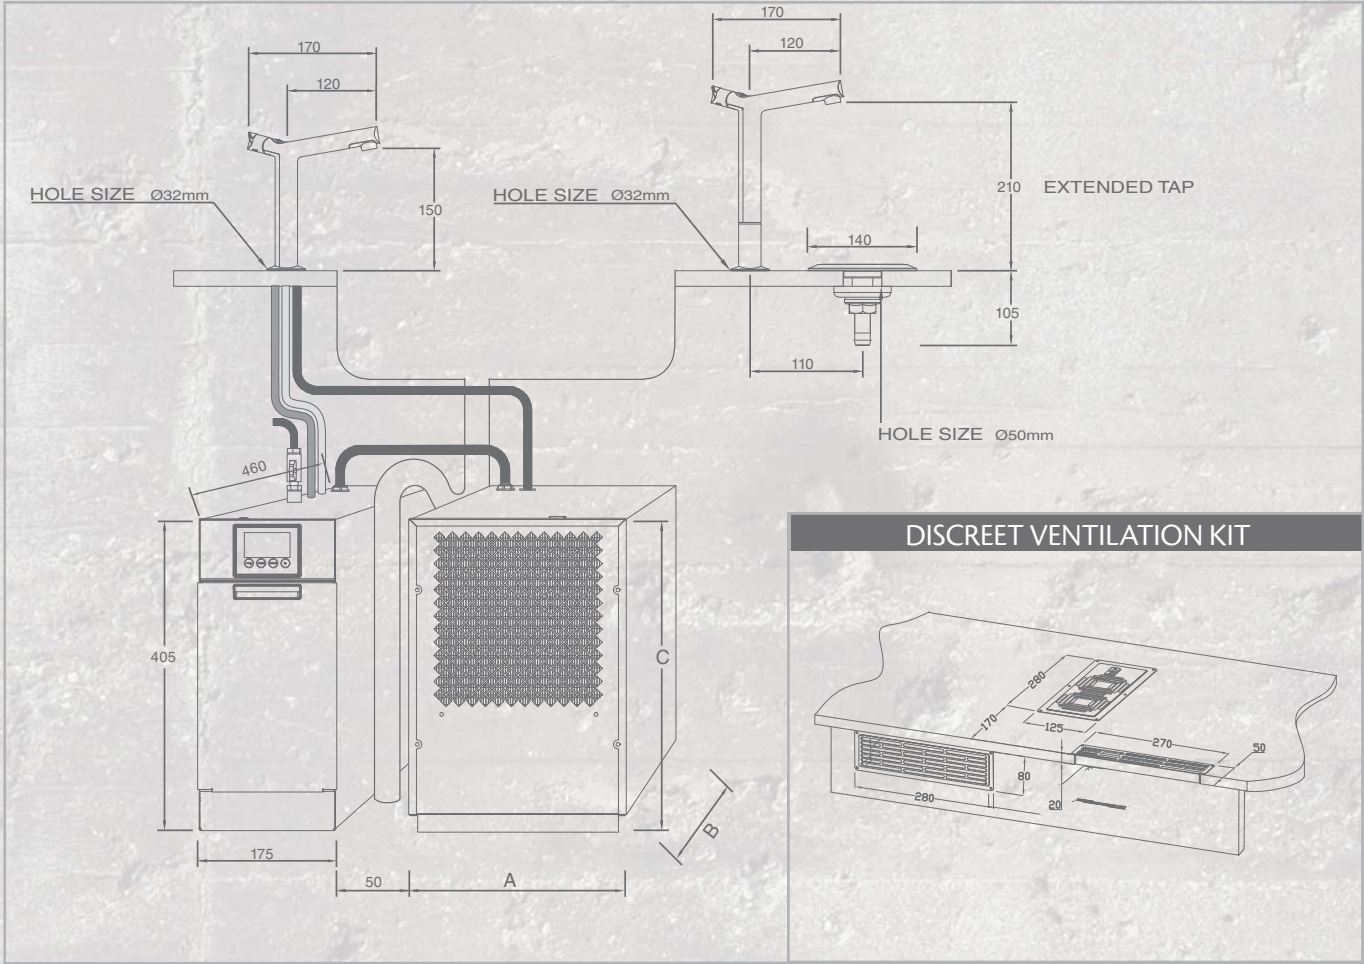 170
120
HOLE SIZE Ø32mm
150
170
120
HOLE SIZE Ø32mm
210 EXTENDED TAP
140
105
110
HOLE SIZE Ø50mm
460
405
C
175
50
A
B
DISCREET VENTILATION KIT
280
170
125
270
50
80
280
20